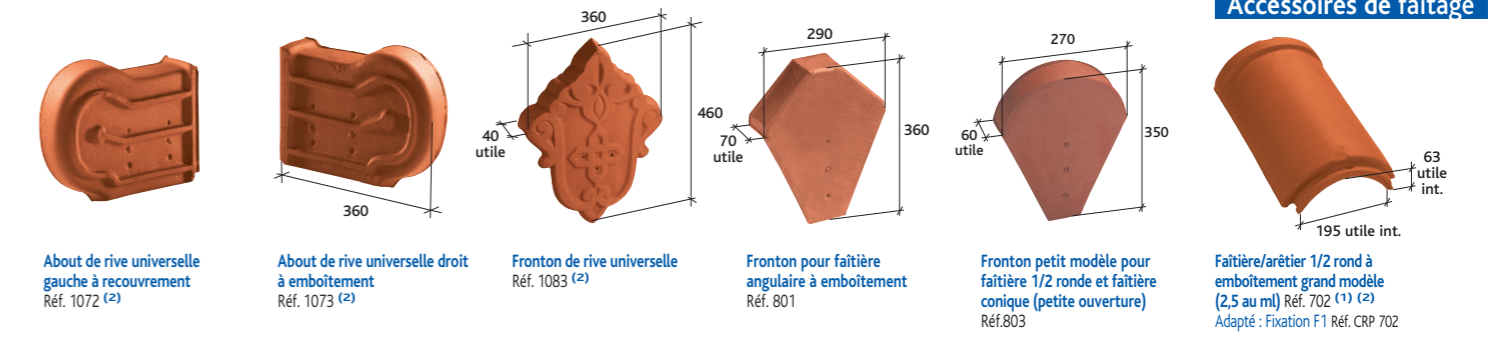 Accessoires de faîtage
360
290
270
460
40
utile
70
utile
360
60
utile
350
63
utile
int.
360
195 utile int.
About de rive universelle
gauche à recouvrement
Réf. 1072 (2)
About de rive universelle droit
à emboîtement
Réf. 1073 (2)
Fronton de rive universelle
Réf. 1083 (2)
Fronton pour faîtière
angulaire à emboîtement
Réf. 801
Fronton petit modèle pour
faîtière 1/2 ronde et faîtière
conique (petite ouverture)
Réf.803
Faîtière/arêtier 1/2 rond à
emboîtement grand modèle
(2,5 au ml) Réf. 702 (1) (2)
Adapté : Fixation F1 Réf. CRP 702